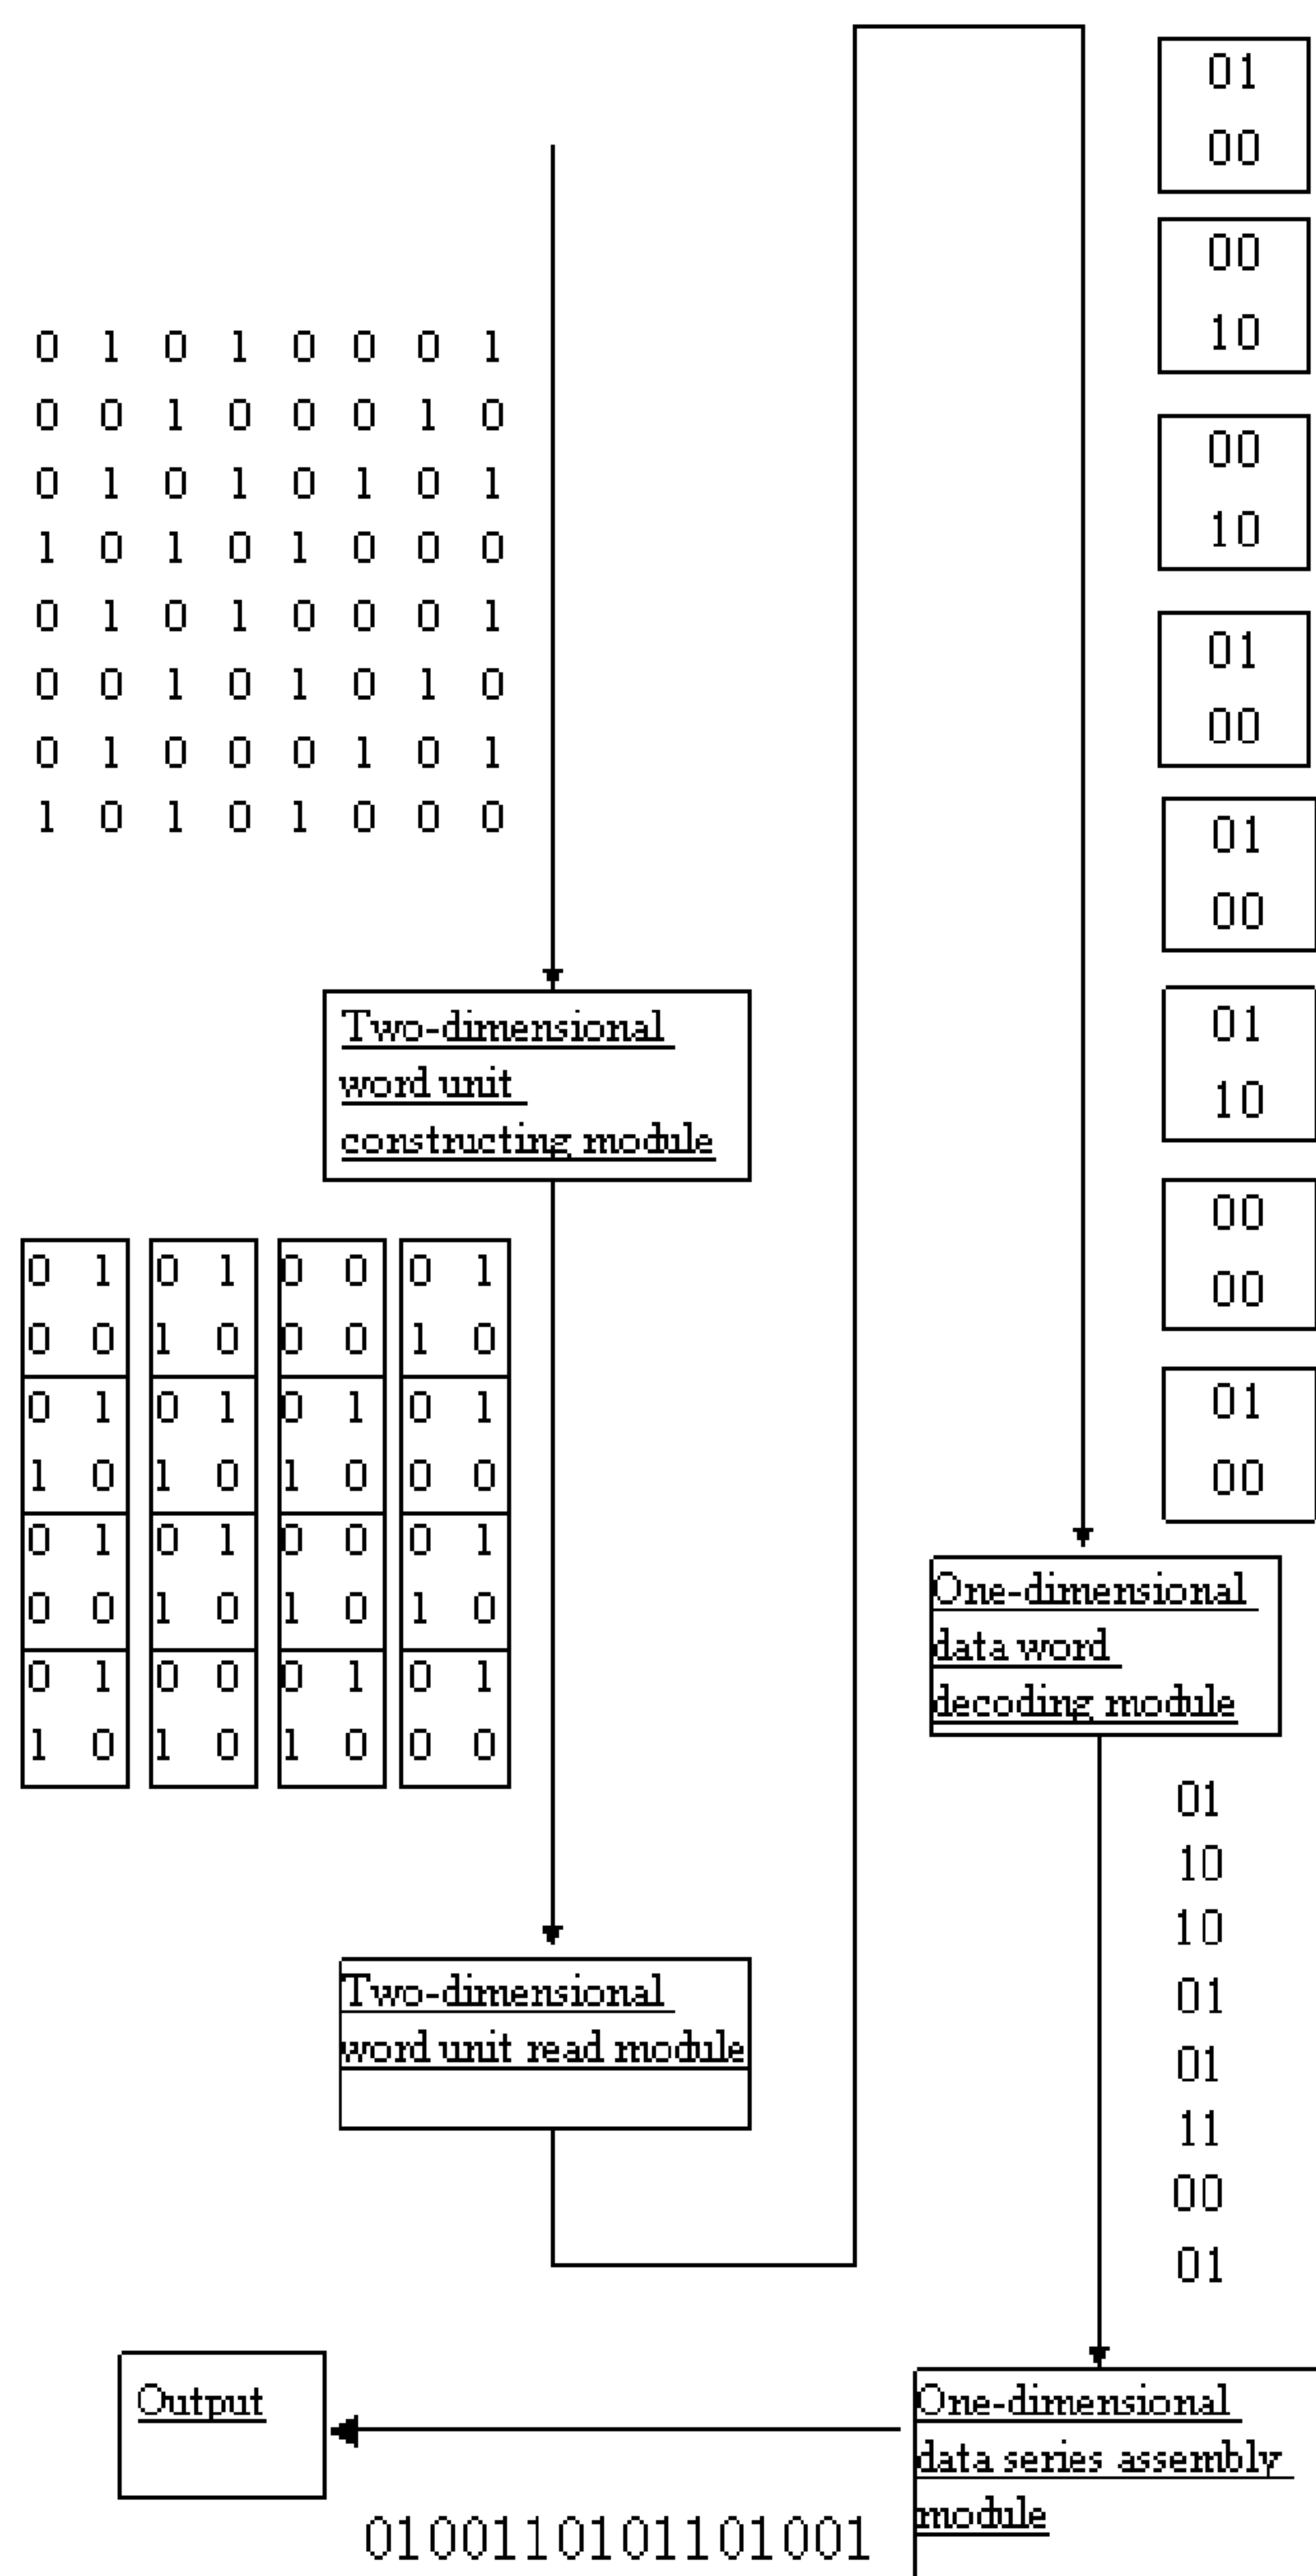 0 1 0 1 0 0 0 1
0 0 1 0 0 0 1 0
0 1 0 1 0 1 0 1
1 0 1 0 1 0 0 0
0 1 0 1 0 0 0 1
0 0 1 0 1 0 1 0
0 1 0 0 0 1 0 1
1 0 1 0 1 0 0 0
Two-dimensional
word unit
constructing module
0 1 0 1 0 0 0 1
0 0 1 0 0 0 1 0
0 1 0 1 0 1 0 1
1 0 1 0 1 0 0 0
0 1 0 1 0 0 0 1
0 0 1 0 1 0 1 0
0 1 0 0 0 1 0 1
1 0 1 0 1 0 0 0
Two-dimensional
word unit read module
01
00
00
10
00
10
01
00
01
00
01
10
00
00
01
00
One-dimensional
data word
decoding module
01
10
10
01
01
11
00
01
One-dimensional
data series assembly
module
0100110101101001
Output